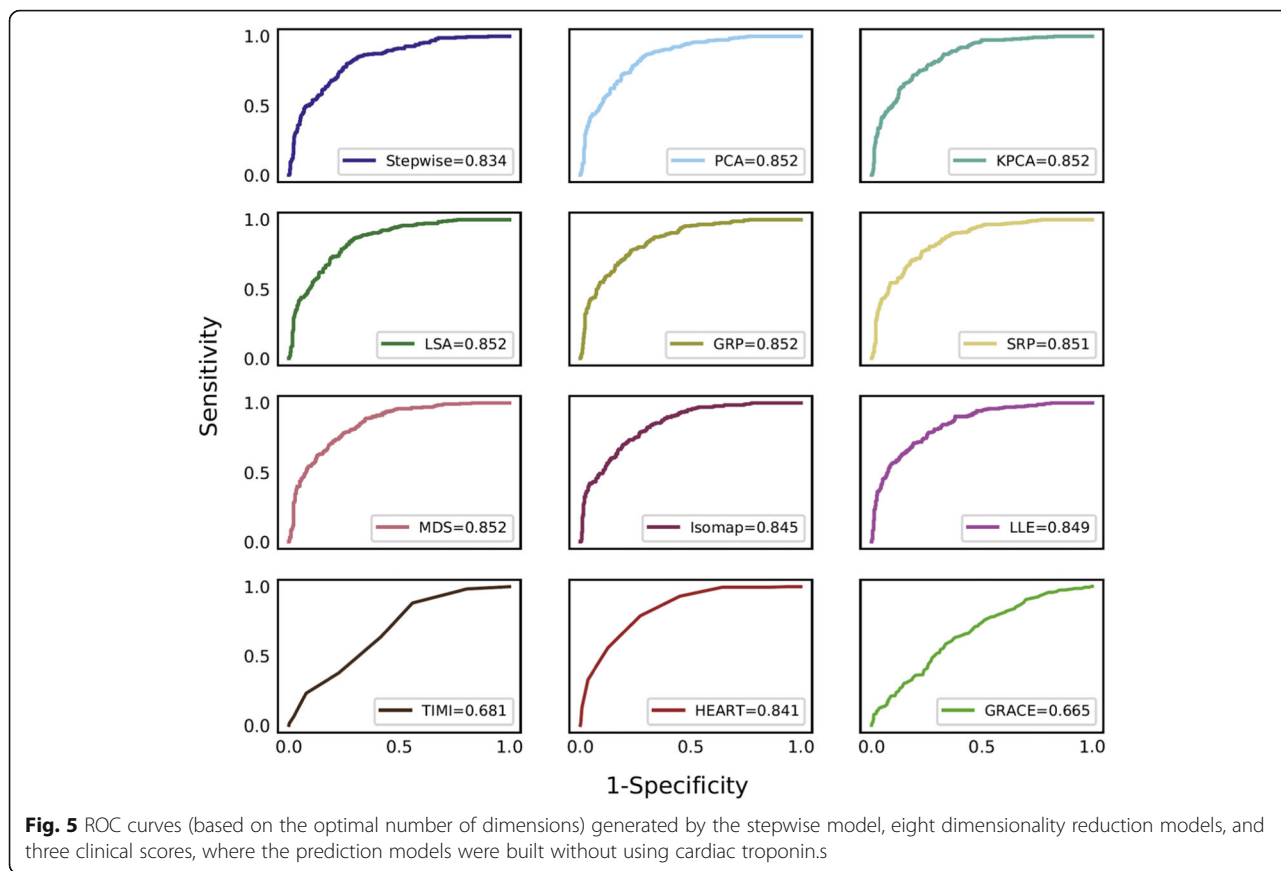 1.0
0.5
0.0
Stepwise=0.834
PCA=0.852
KPCA=0.852
1.0
0.5
0.0
LSA=0.852
GRP=0.852
SRP=0.851
Sensitivity
1.0
0.5
0.0
MDS=0.852
Isomap=0.845
LLE=0.849
1.0
0.5
0.0
TIMI=0.681
HEART=0.841
GRACE=0.665
0.0 0.5 1.0 0.0 0.5 1.0 0.0 0.5 1.0
1-Specificity
Fig. 5 ROC curves (based on the optimal number of dimensions) generated by the stepwise model, eight dimensionality reduction models, and
three clinical scores, where the prediction models were built without using cardiac troponin.s